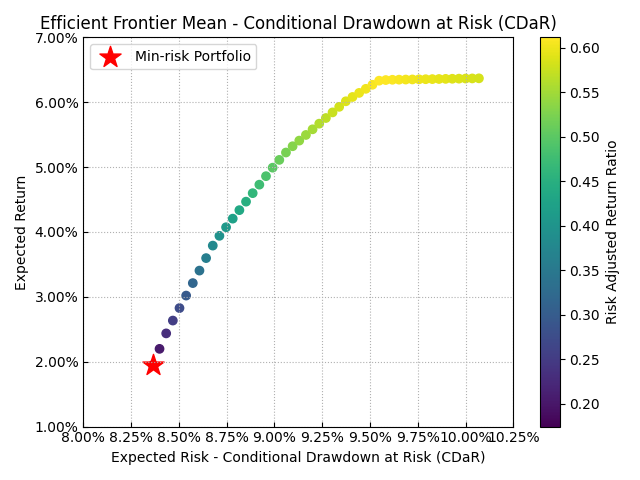 Efficient Frontier Mean - Conditional Drawdown at Risk (CDaR)
Min-risk Portfolio
7.00%
6.00%
5.00%
4.00%
3.00%
2.00%
1.00%
Expected Return
8.00% 8.25% 8.50% 8.75% 9.00% 9.25% 9.50% 9.75% 10.00% 10.25%
Expected Risk - Conditional Drawdown at Risk (CDaR)
0.60
0.55
0.50
0.45
0.40
0.35
0.30
0.25
0.20
Risk Adjusted Return Ratio